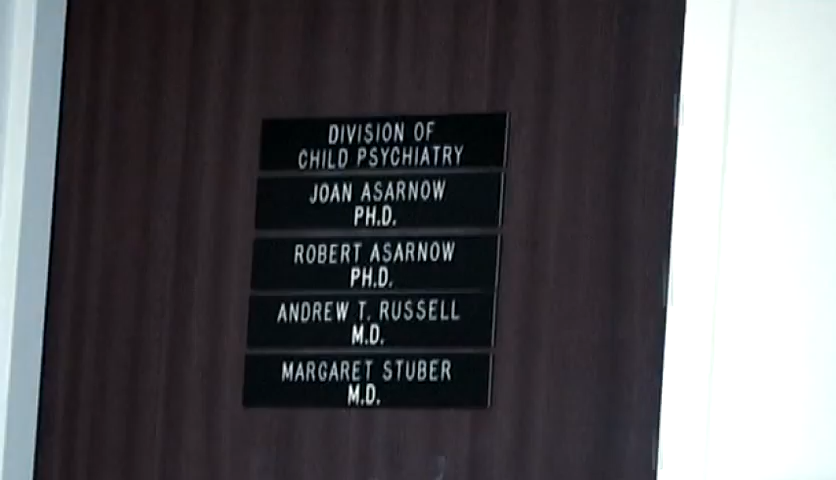 DIVISION OF
CHILD PSYCHIATRY
JOAN ASARNOW
PH.D.
ROBERT ASARNOW
PH.D.
ANDREW T. RUSSELL
M.D.
MARGARET STUBER
M.D.